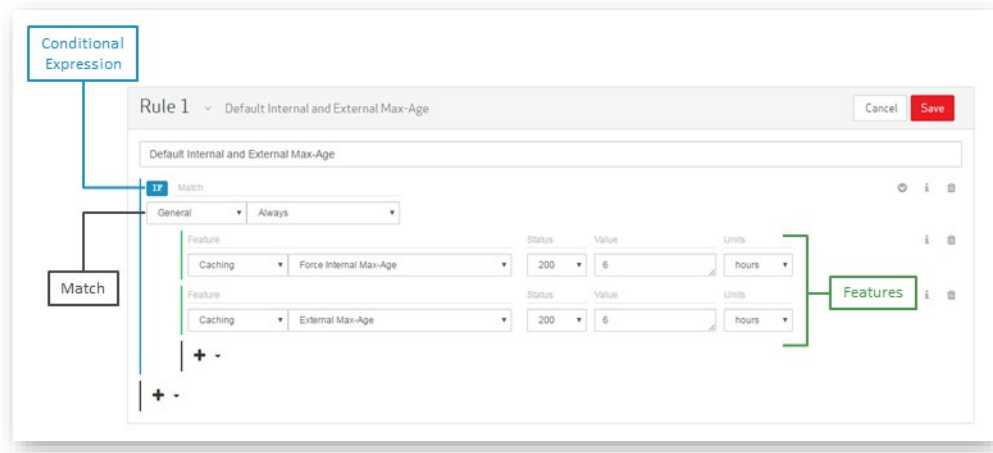 Conditional
Expression
Rule 1 Default Internal and External Max-Age Cancel Save
Default Internal and External Max-Age
IF Match i
General Always
Feature Status Value Units i
Caching Force Internal Max-Age 200 6 hours
Match
Features
Feature Status Value Units i
Caching External Max-Age 200 6 hours